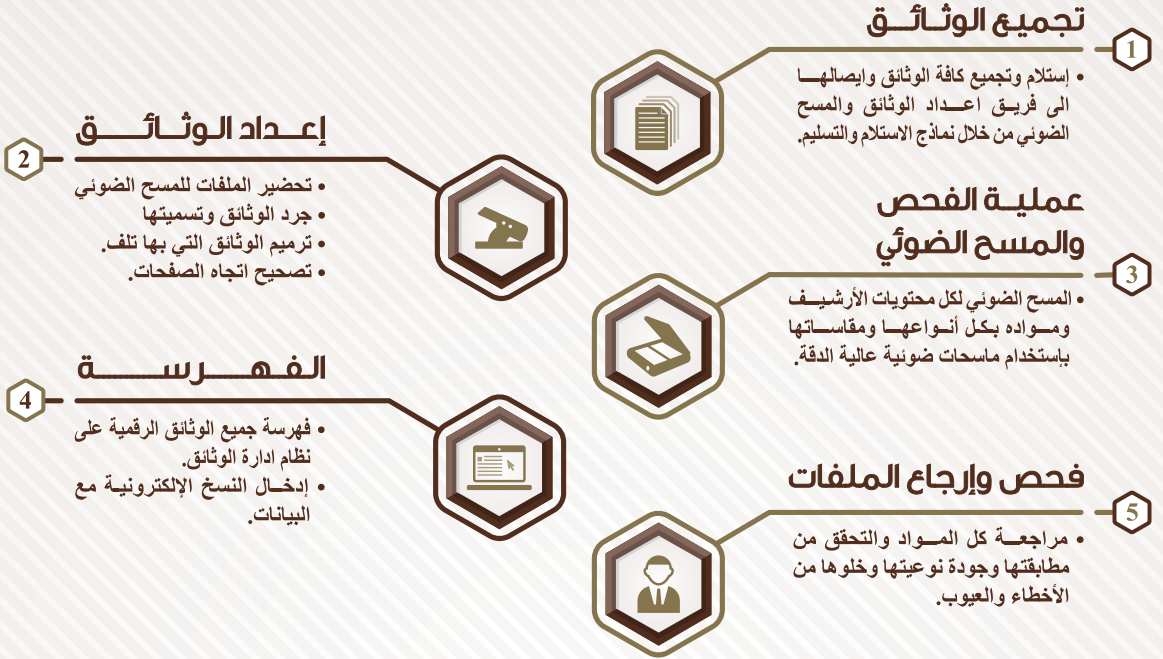 1
تجميع الوثائق
• إستلام وتجميع كافة الوثائق وايصالها
الى فريق اعداد الوثائق والمسح
الضوئي من خلال نماذج الاستلام والتسليم.
2
إعداد الوثائق
• تحضير الملفات للمسح الضوئي
• جرد الوثائق وتسميتها
• ترميم الوثائق التي بها تلف.
• تصحيح اتجاه الصفحات.
3
عملية الفحص
والمسح الضوئي
• المسح الضوئي لكل محتويات الأرشيف
ومواده بكل أنواعها ومقاساتها
بإستخدام ماسحات ضوئية عالية الدقة.
4
الفهرسة
• فهرسة جميع الوثائق الرقمية على
نظام ادارة الوثائق.
• إدخال النسخ الإلكترونية مع
البيانات.
5
فحص وإرجاع الملفات
• مراجعة كل المواد والتحقق من
مطابقتها وجودة نوعيتها وخلوها من
الأخطاء والعيوب.